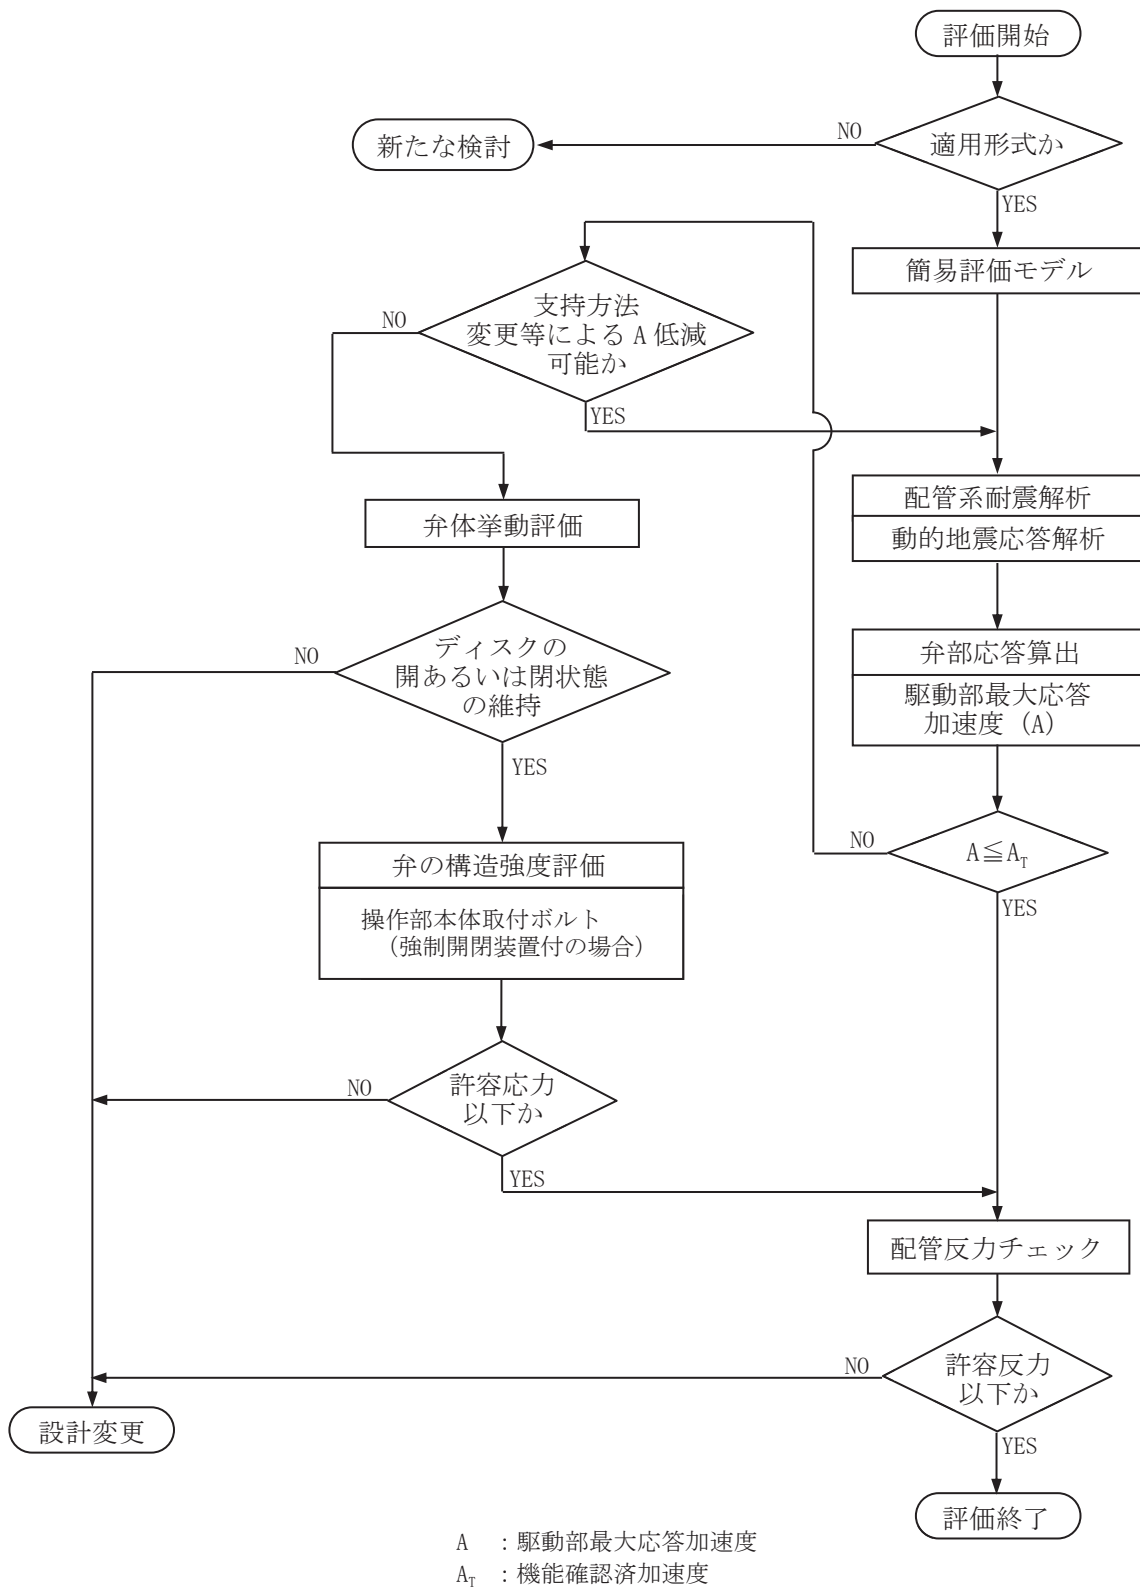 評価開始
適用形式か
NO
新たな検討
YES
簡易評価モデル
支持方法
変更等による A 低減
可能か
NO
YES
配管系耐震解析
動的地震応答解析
弁体挙動評価
弁部応答算出
駆動部最大応答
加速度 (A)
ディスクの
開あるいは閉状態
の維持
NO
YES
A≦A_T
NO
YES
弁の構造強度評価
操作部本体取付ボルト
（強制開閉装置付の場合）
許容応力
以下か
NO
YES
配管反力チェック
許容反力
以下か
NO
YES
設計変更
評価終了
A ：駆動部最大応答加速度
A_T ：機能確認済加速度